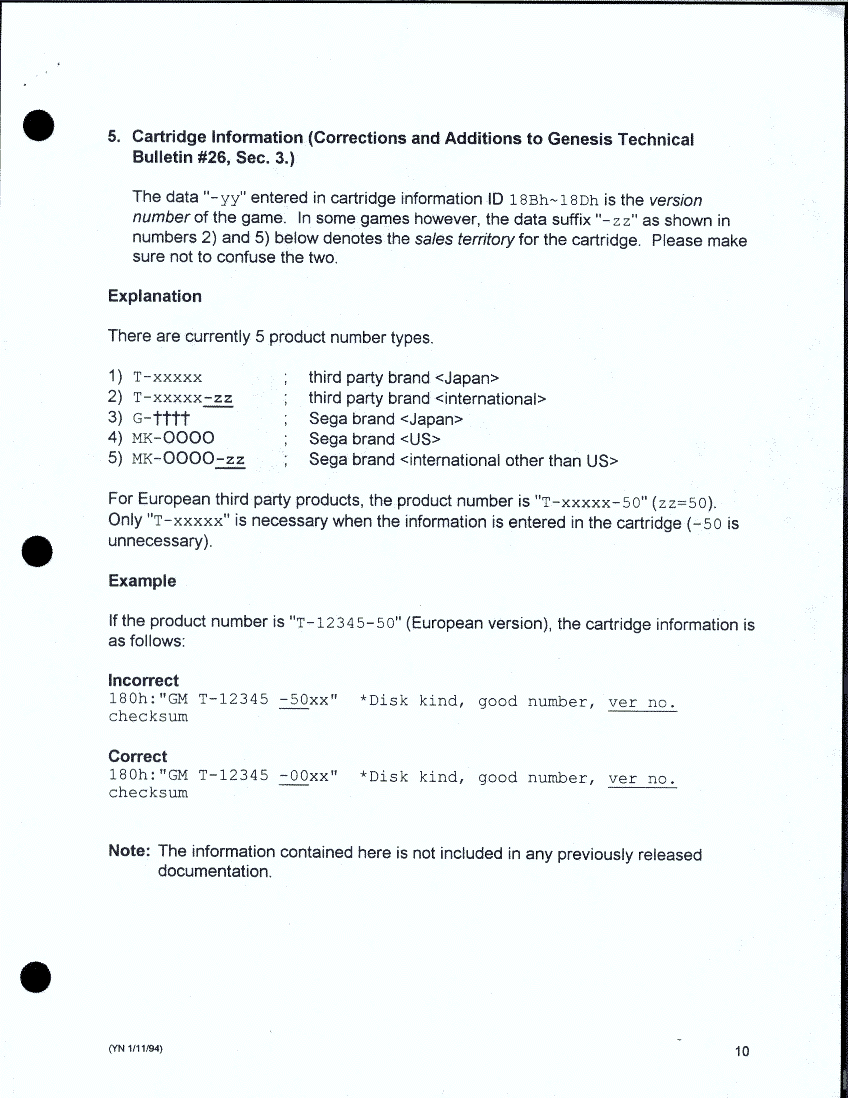 5. Cartridge Information (Corrections and Additions to Genesis Technical
Bulletin #26, Sec. 3.)
The data "-yy" entered in cartridge information ID 18Bh~18Dh is the version
number of the game. In some games however, the data suffix "-zz" as shown in
numbers 2) and 5) below denotes the sales territory for the cartridge. Please make
sure not to confuse the two.
Explanation
There are currently 5 product number types.
1) T-xxxxx ; third party brand <Japan>
2) T-xxxxx-zz ; third party brand <international>
3) G-†††† ; Sega brand <Japan>
4) MK-OOOO ; Sega brand <US>
5) MK-OOOO-zz ; Sega brand <international other than US>
For European third party products, the product number is "T-xxxxx-50" (zz=50).
Only "T-xxxxx" is necessary when the information is entered in the cartridge (-50 is
unnecessary).
Example
If the product number is "T-12345-50" (European version), the cartridge information is
as follows:
Incorrect
180h:"GM T-12345 -50xx" *Disk kind, good number, ver no.
checksum
Correct
180h:"GM T-12345 -00xx" *Disk kind, good number, ver no.
checksum
Note: The information contained here is not included in any previously released
documentation.
(YN 1/11/94)
10